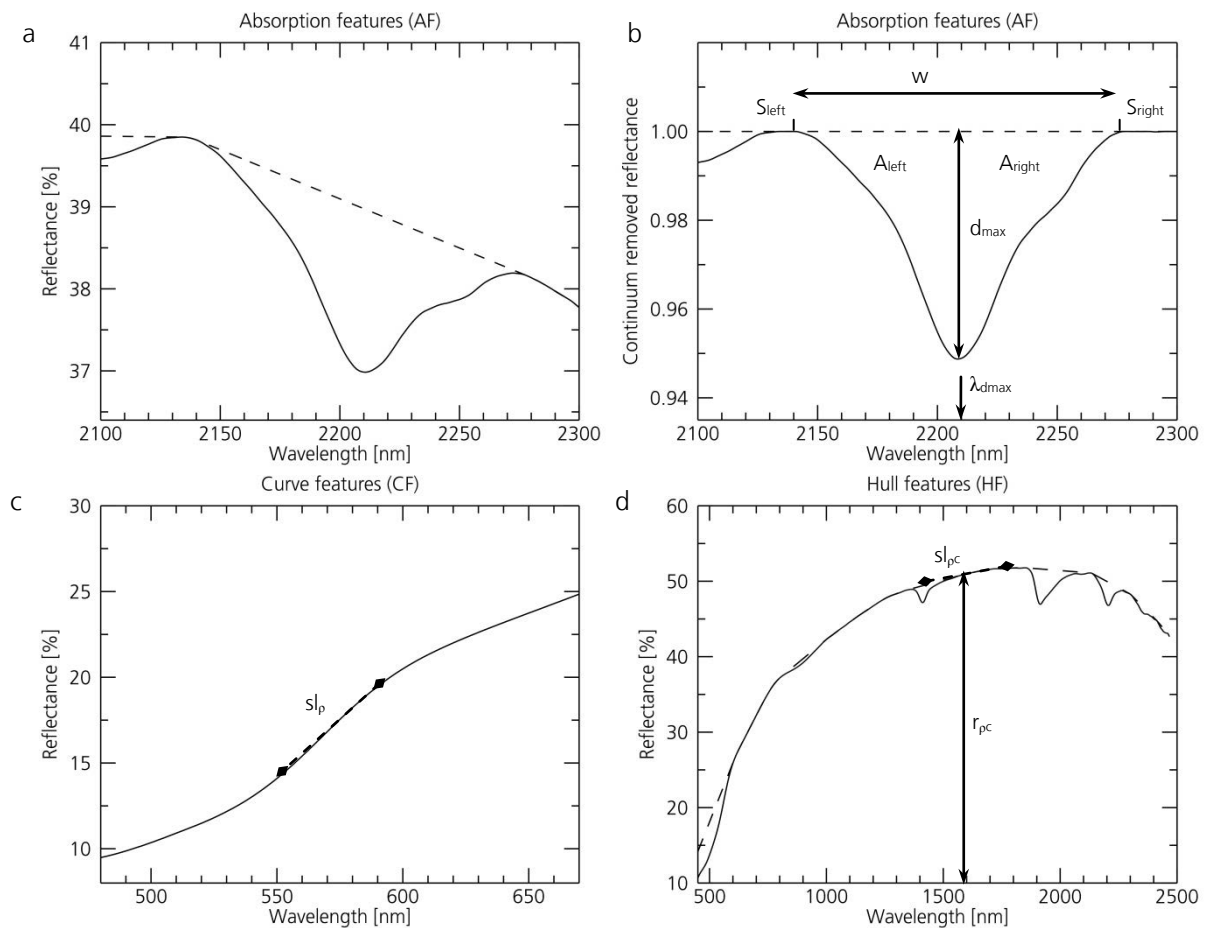 a
Absorption features (AF)
41
40
39
38
37
Reflectance [%]
2100 2150 2200 2250 2300
Wavelength [nm]
b
Absorption features (AF)
w
Sleft
Sright
1.00
0.98
0.96
0.94
Continuum removed reflectance
Aleft
Aright
dmax
λdmax
2100 2150 2200 2250 2300
Wavelength [nm]
c
Curve features (CF)
30
25
20
15
10
Reflectance [%]
slρ
500 550 600 650
Wavelength [nm]
d
Hull features (HF)
60
50
40
30
20
10
Reflectance [%]
slρC
rρC
500 1000 1500 2000 2500
Wavelength [nm]